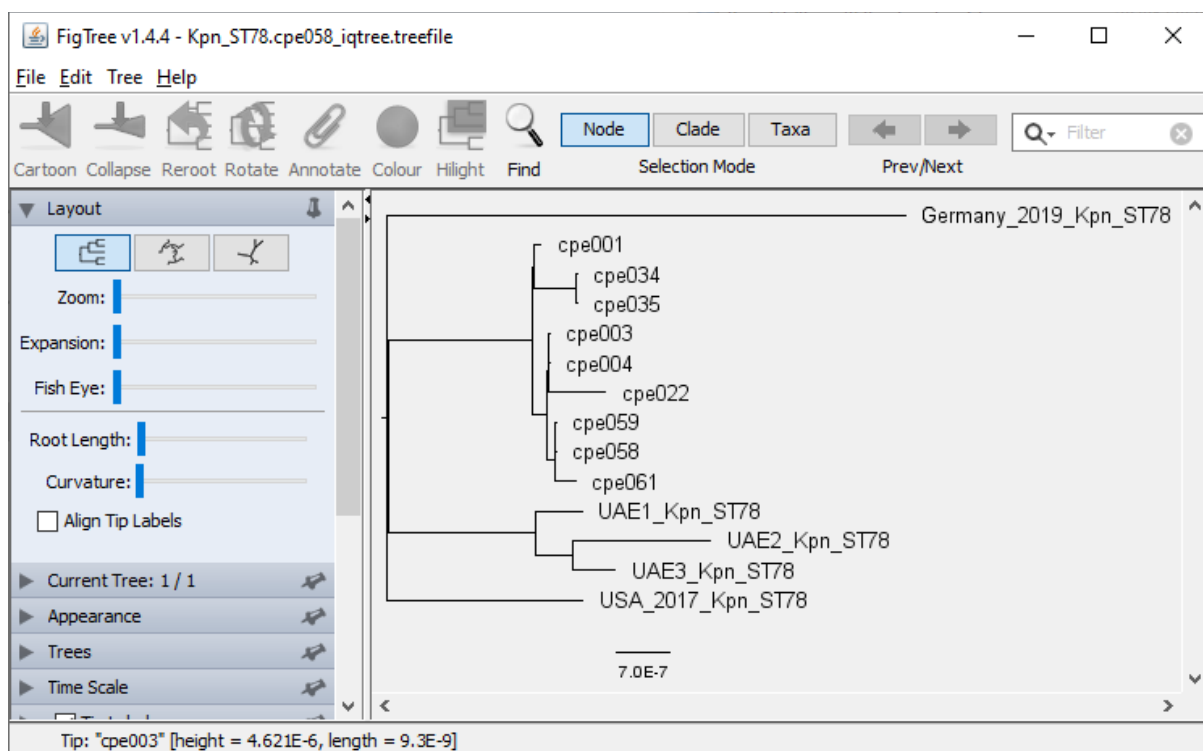 FigTree v1.4.4 - Kpn_ST78.cpe058_iqtree.treefile
File Edit Tree Help
Cartoon Collapse Reroot Rotate Annotate Colour Hilight Find
Node Clade Taxa
Selection Mode
Prev/Next
Filter
Layout
Zoom:
Expansion:
Fish Eye:
Root Length:
Curvature:
Align Tip Labels
Current Tree: 1 / 1
Appearance
Trees
Time Scale
Germany_2019_Kpn_ST78
cpe001
cpe034
cpe035
cpe003
cpe004
cpe022
cpe059
cpe058
cpe061
UAE1_Kpn_ST78
UAE2_Kpn_ST78
UAE3_Kpn_ST78
USA_2017_Kpn_ST78
7.0E-7
Tip: "cpe003" [height = 4.621E-6, length = 9.3E-9]